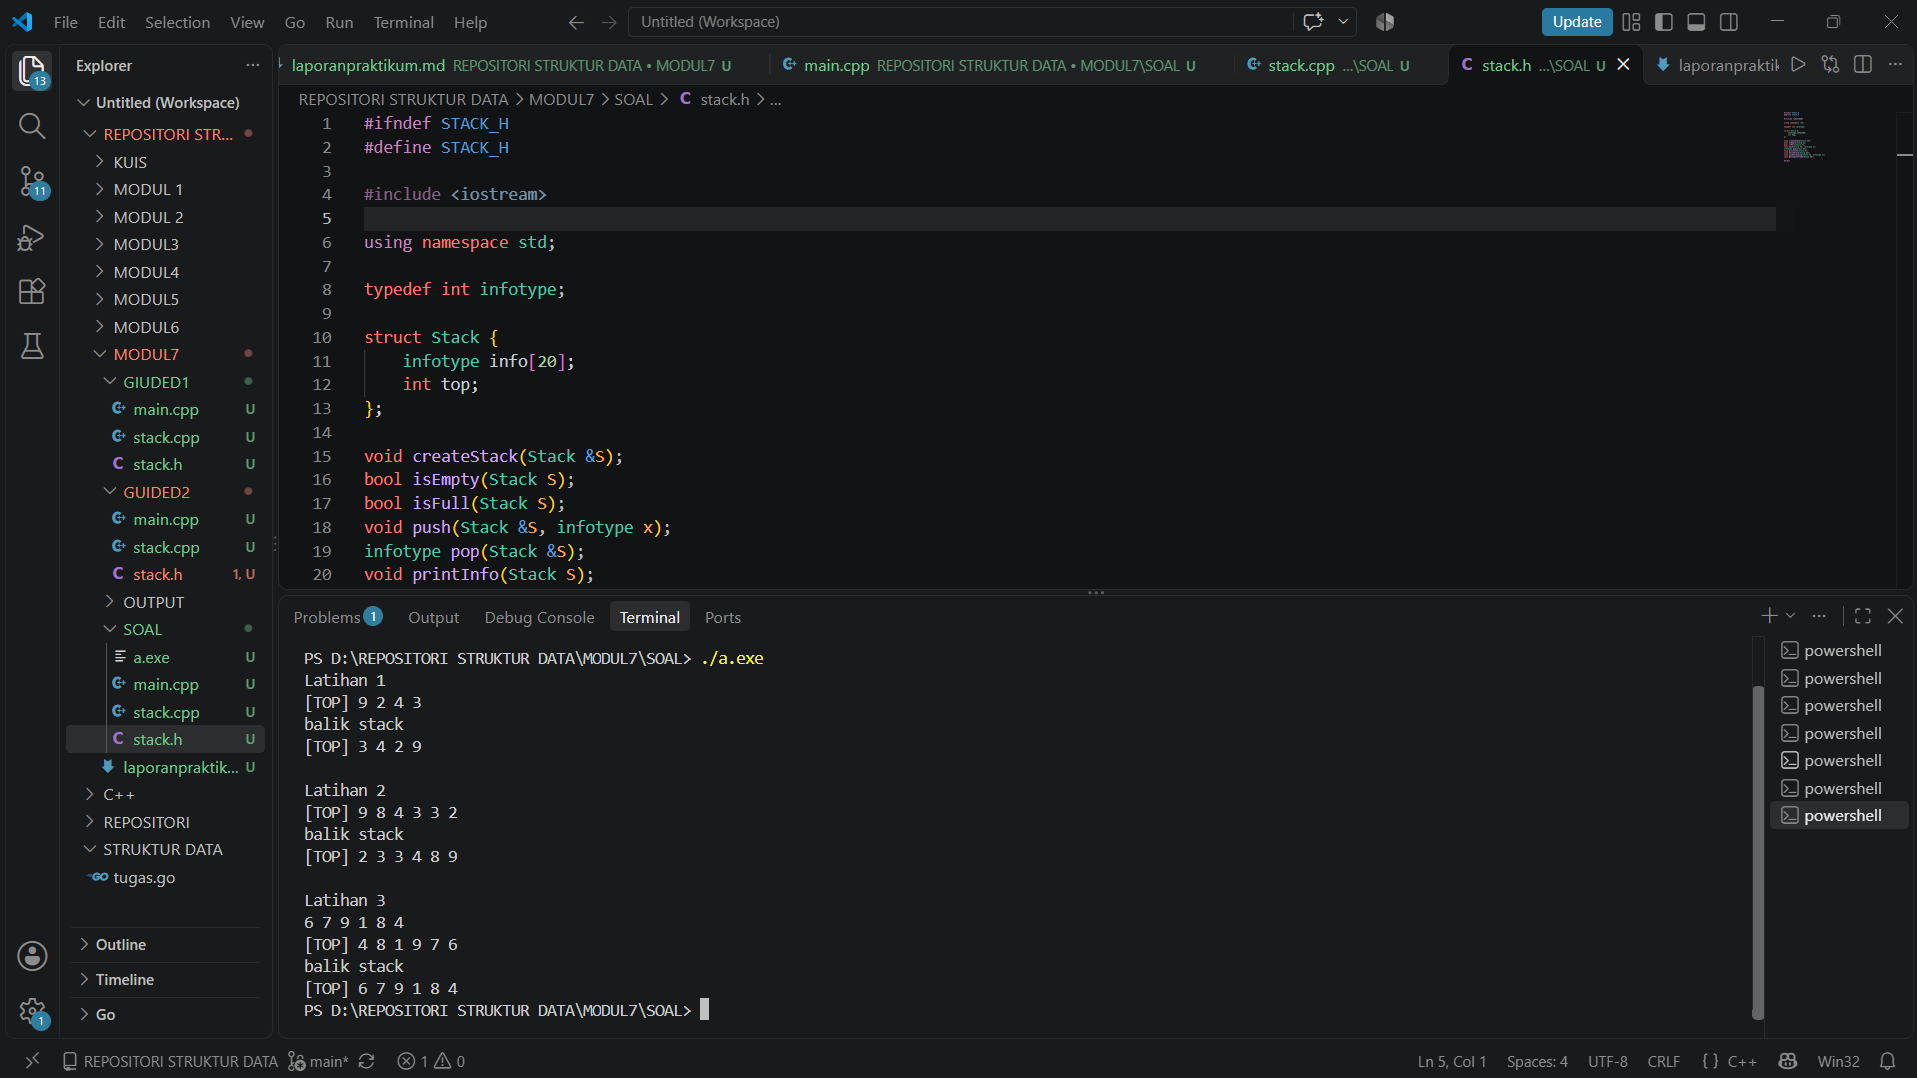 File Edit Selection View Go Run Terminal Help
Untitled (Workspace)
Update
Explorer
13
11
1
Untitled (Workspace)
REPOSITORI STR...
KUIS
MODUL 1
MODUL 2
MODUL3
MODUL4
MODUL5
MODUL6
MODUL7
GIUDED1
main.cpp U
stack.cpp U
stack.h U
GUIDED2
main.cpp U
stack.cpp U
stack.h 1, U
OUTPUT
SOAL
a.exe U
main.cpp U
stack.cpp U
stack.h U
laporanpraktik... U
C++
REPOSITORI
STRUKTUR DATA
tugas.go
Outline
Timeline
Go
laporanpraktikum.md REPOSITORI STRUKTUR DATA • MODUL7 U
main.cpp REPOSITORI STRUKTUR DATA • MODUL7\SOAL U
stack.cpp ...\SOAL U
stack.h ...\SOAL U
laporanpraktik
REPOSITORI STRUKTUR DATA > MODUL7 > SOAL > C stack.h > ...
1 #ifndef STACK_H
2 #define STACK_H
3
4 #include <iostream>
5
6 using namespace std;
7
8 typedef int infotype;
9
10 struct Stack {
11 infotype info[20];
12 int top;
13 };
14
15 void createStack(Stack &S);
16 bool isEmpty(Stack S);
17 bool isFull(Stack S);
18 void push(Stack &S, infotype x);
19 infotype pop(Stack &S);
20 void printInfo(Stack S);
Problems 1 Output Debug Console Terminal Ports
PS D:\REPOSITORI STRUKTUR DATA\MODUL7\SOAL> ./a.exe
Latihan 1
[TOP] 9 2 4 3
balik stack
[TOP] 3 4 2 9
Latihan 2
[TOP] 9 8 4 3 3 2
balik stack
[TOP] 2 3 3 4 8 9
Latihan 3
6 7 9 1 8 4
[TOP] 4 8 1 9 7 6
balik stack
[TOP] 6 7 9 1 8 4
PS D:\REPOSITORI STRUKTUR DATA\MODUL7\SOAL>
powershell
powershell
powershell
powershell
powershell
powershell
powershell
REPOSITORI STRUKTUR DATA main* 1 0
Ln 5, Col 1 Spaces: 4 UTF-8 CRLF {} C++ Win32